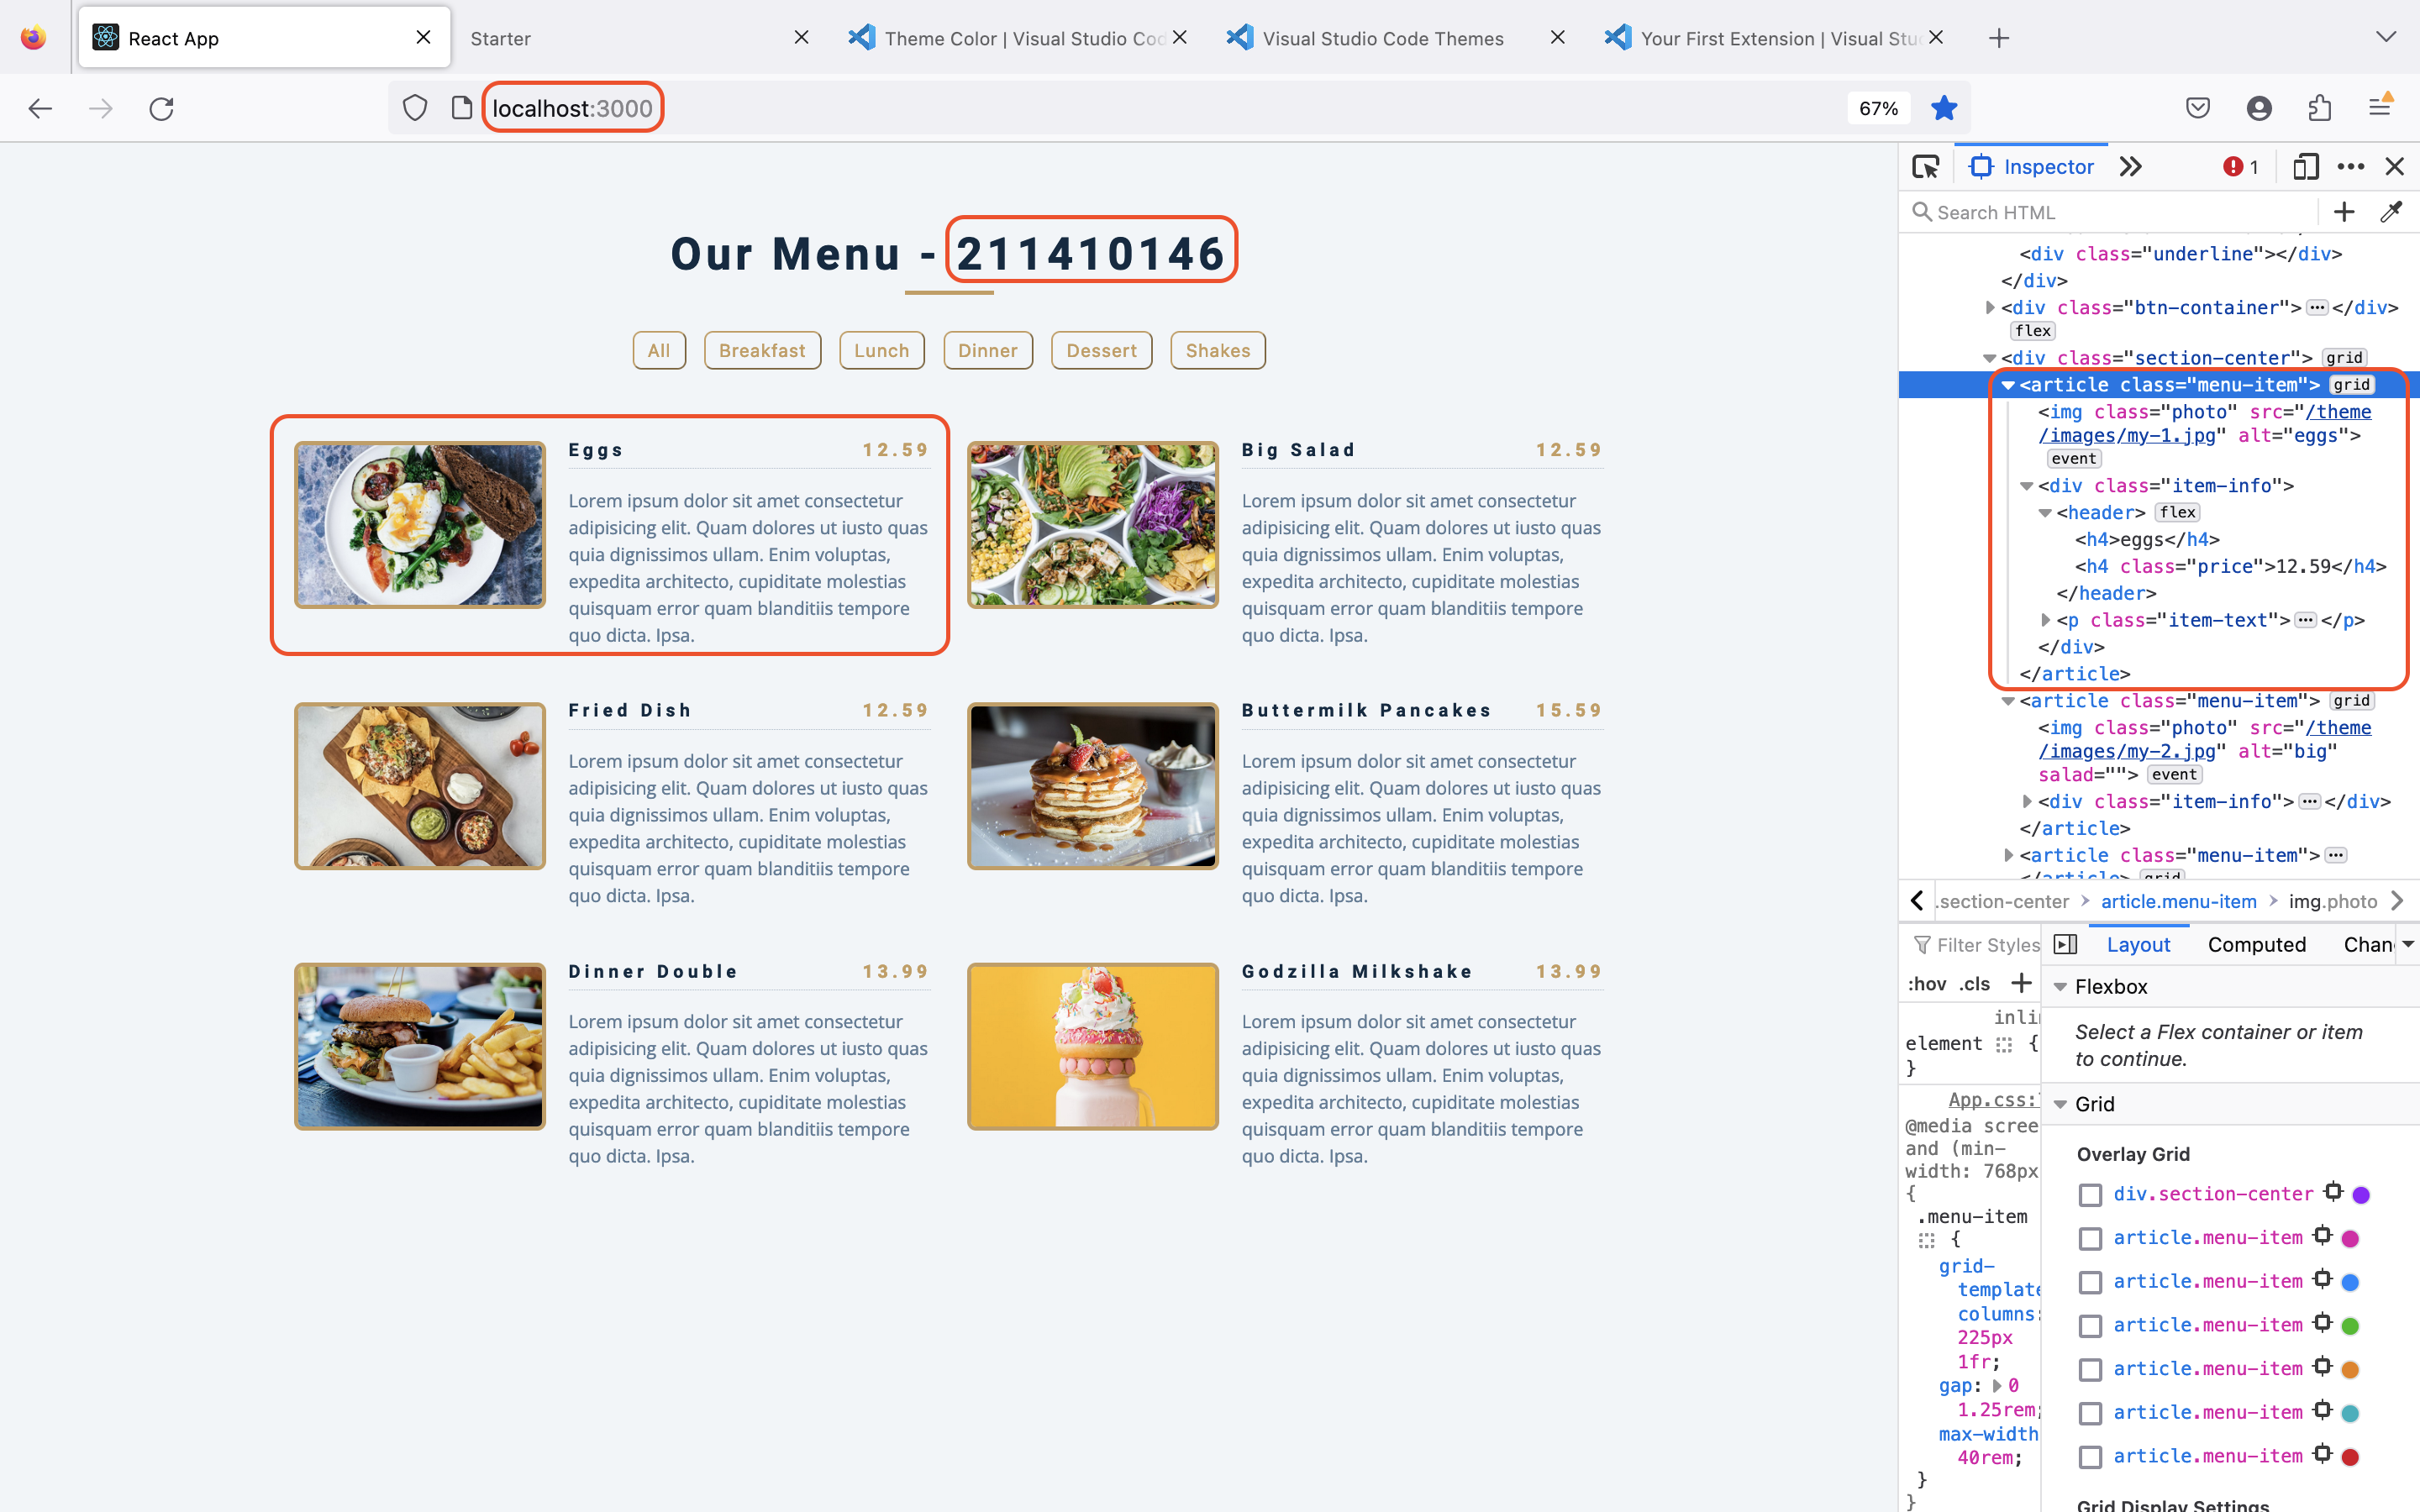 React App
Starter
Theme Color | Visual Studio Cod
Visual Studio Code Themes
Your First Extension | Visual Stu
localhost:3000
67%
Our Menu - 211410146
All
Breakfast
Lunch
Dinner
Dessert
Shakes
Eggs 12.59
Lorem ipsum dolor sit amet consectetur
adipisicing elit. Quam dolores ut iusto quas
quia dignissimos ullam. Enim voluptas,
expedita architecto, cupiditate molestias
quisquam error quam blanditiis tempore
quo dicta. Ipsa.
Big Salad 12.59
Lorem ipsum dolor sit amet consectetur
adipisicing elit. Quam dolores ut iusto quas
quia dignissimos ullam. Enim voluptas,
expedita architecto, cupiditate molestias
quisquam error quam blanditiis tempore
quo dicta. Ipsa.
Fried Dish 12.59
Lorem ipsum dolor sit amet consectetur
adipisicing elit. Quam dolores ut iusto quas
quia dignissimos ullam. Enim voluptas,
expedita architecto, cupiditate molestias
quisquam error quam blanditiis tempore
quo dicta. Ipsa.
Buttermilk Pancakes 15.59
Lorem ipsum dolor sit amet consectetur
adipisicing elit. Quam dolores ut iusto quas
quia dignissimos ullam. Enim voluptas,
expedita architecto, cupiditate molestias
quisquam error quam blanditiis tempore
quo dicta. Ipsa.
Dinner Double 13.99
Lorem ipsum dolor sit amet consectetur
adipisicing elit. Quam dolores ut iusto quas
quia dignissimos ullam. Enim voluptas,
expedita architecto, cupiditate molestias
quisquam error quam blanditiis tempore
quo dicta. Ipsa.
Godzilla Milkshake 13.99
Lorem ipsum dolor sit amet consectetur
adipisicing elit. Quam dolores ut iusto quas
quia dignissimos ullam. Enim voluptas,
expedita architecto, cupiditate molestias
quisquam error quam blanditiis tempore
quo dicta. Ipsa.
Inspector
1
Search HTML
<div class="underline"></div>
</div>
<div class="btn-container"></div>
flex
<div class="section-center"> grid
<article class="menu-item"> grid
<img class="photo" src="/theme
/images/my-1.jpg" alt="eggs">
event
<div class="item-info">
<header> flex
<h4>eggs</h4>
<h4 class="price">12.59</h4>
</header>
<p class="item-text"></p>
</div>
</article>
<article class="menu-item"> grid
<img class="photo" src="/theme
/images/my-2.jpg" alt="big"
salad=""> event
<div class="item-info"></div>
</article>
<article class="menu-item">
</article> grid
.section-center
article.menu-item
img.photo
Filter Styles
:hov .cls
inli
element {
}
App.css:
@media scree
and (min-
width: 768px
{
.menu-item
{
grid-
template
columns:
225px
1fr;
gap: 0
1.25rem;
max-width
40rem;
}
}
Layout
Computed
Chan
Flexbox
Select a Flex container or item
to continue.
Grid
Overlay Grid
div.section-center
article.menu-item
article.menu-item
article.menu-item
article.menu-item
article.menu-item
article.menu-item
Grid Display Settings